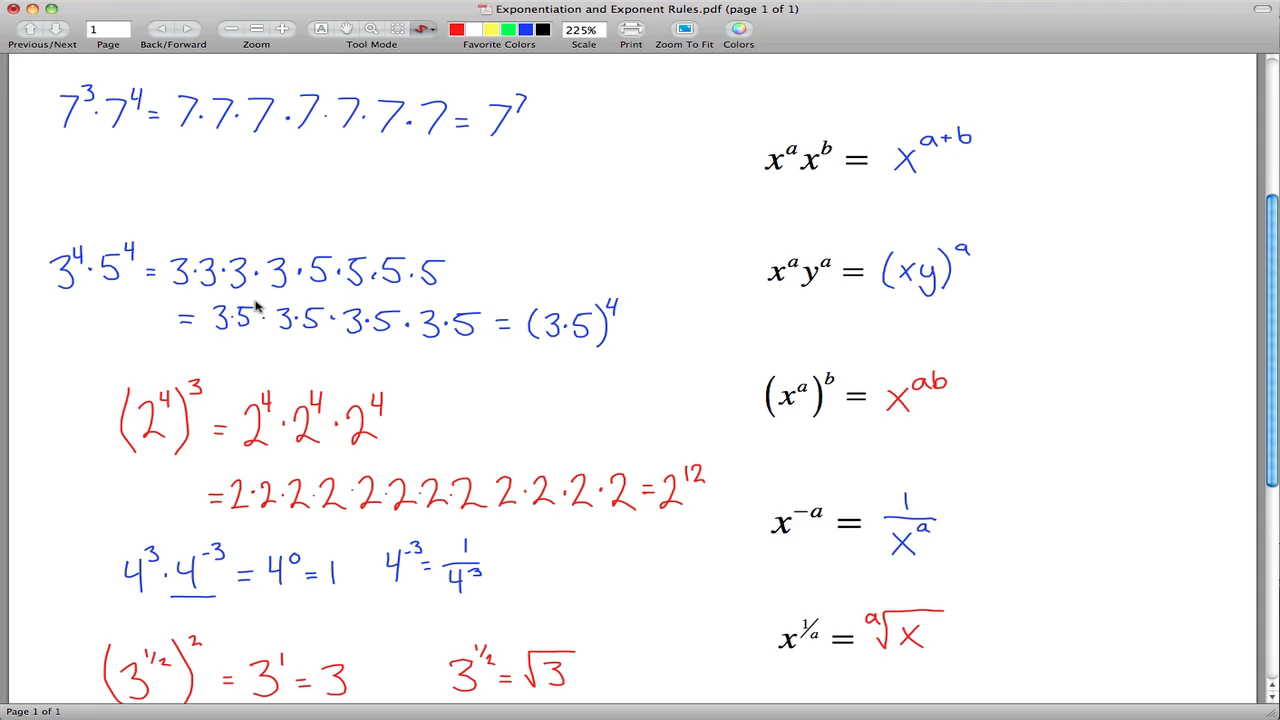 Exponentiation and Exponent Rules.pdf (page 1 of 1)
1 225%
Previous/Next Page Back/Forward Zoom Tool Mode Favorite Colors Scale Print Zoom To Fit Colors
7³·7⁴ = 7·7·7·7·7·7·7 = 7⁷
xᵃxᵇ = xᵃ⁺ᵇ
3⁴·5⁴ = 3·3·3·3·5·5·5·5
xᵃyᵃ = (xy)ᵃ
= 3·5·3·5·3·5·3·5 = (3·5)⁴
(2⁴)³ = 2⁴·2⁴·2⁴
(xᵃ)ᵇ = xᵃᵇ
= 2·2·2·2·2·2·2·2 2·2·2·2 = 2¹²
x⁻ᵃ = 1/xᵃ
4³·4⁻³ = 4⁰ = 1 4⁻³ = 1/4³
x^(1/a) = ᵃ√x
(3^(1/2))² = 3¹ = 3 3^(1/2) = √3
Page 1 of 1